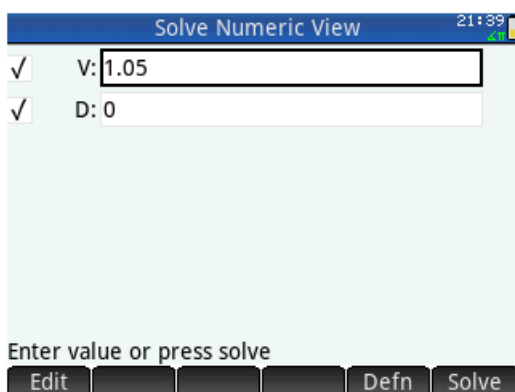 Solve Numeric View 21:39
∡π
√ V: 1.05
√ D: 0
Enter value or press solve
Edit Defn Solve